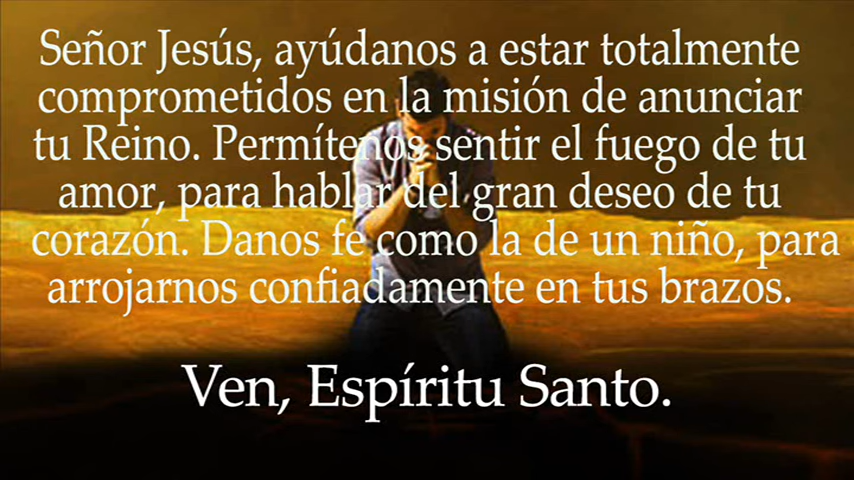 Señor Jesús, ayúdanos a estar totalmente
comprometidos en la misión de anunciar
tu Reino. Permítenos sentir el fuego de tu
amor, para hablar del gran deseo de tu
corazón. Danos fe como la de un niño, para
arrojarnos confiadamente en tus brazos.
Ven, Espíritu Santo.